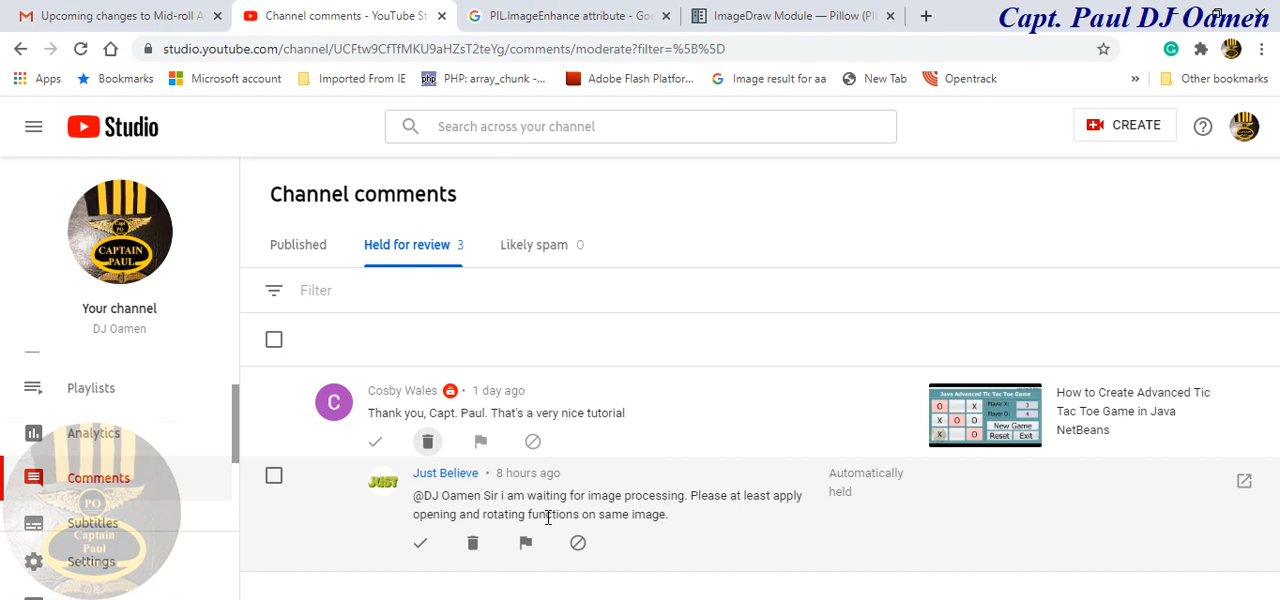 Upcoming changes to Mid-roll A
Channel comments - YouTube St
PIL.ImageEnhance attribute - Goo
ImageDraw Module — Pillow (PI
Capt. Paul DJ Oamen
studio.youtube.com/channel/UCFtw9CfTfMKU9aHZsT2teYg/comments/moderate?filter=%5B%5D
Apps
Bookmarks
Microsoft account
Imported From IE
php
PHP: array_chunk -...
Adobe Flash Platfor...
Image result for aa
New Tab
Opentrack
»
Other bookmarks
Studio
Search across your channel
CREATE
CAPTAIN
PAUL
Your channel
DJ Oamen
Playlists
Analytics
Comments
Subtitles
Settings
PO
Captain
Paul
Channel comments
Published
Held for review 3
Likely spam 0
Filter
C
Cosby Wales • 1 day ago
Thank you, Capt. Paul. That's a very nice tutorial
How to Create Advanced Tic
Tac Toe Game in Java
NetBeans
Java Advanced Tic Tac Toe Game
New Game
Reset Exit
JUST
Just Believe • 8 hours ago
@DJ Oamen Sir i am waiting for image processing. Please at least apply
opening and rotating functions on same image.
Automatically
held